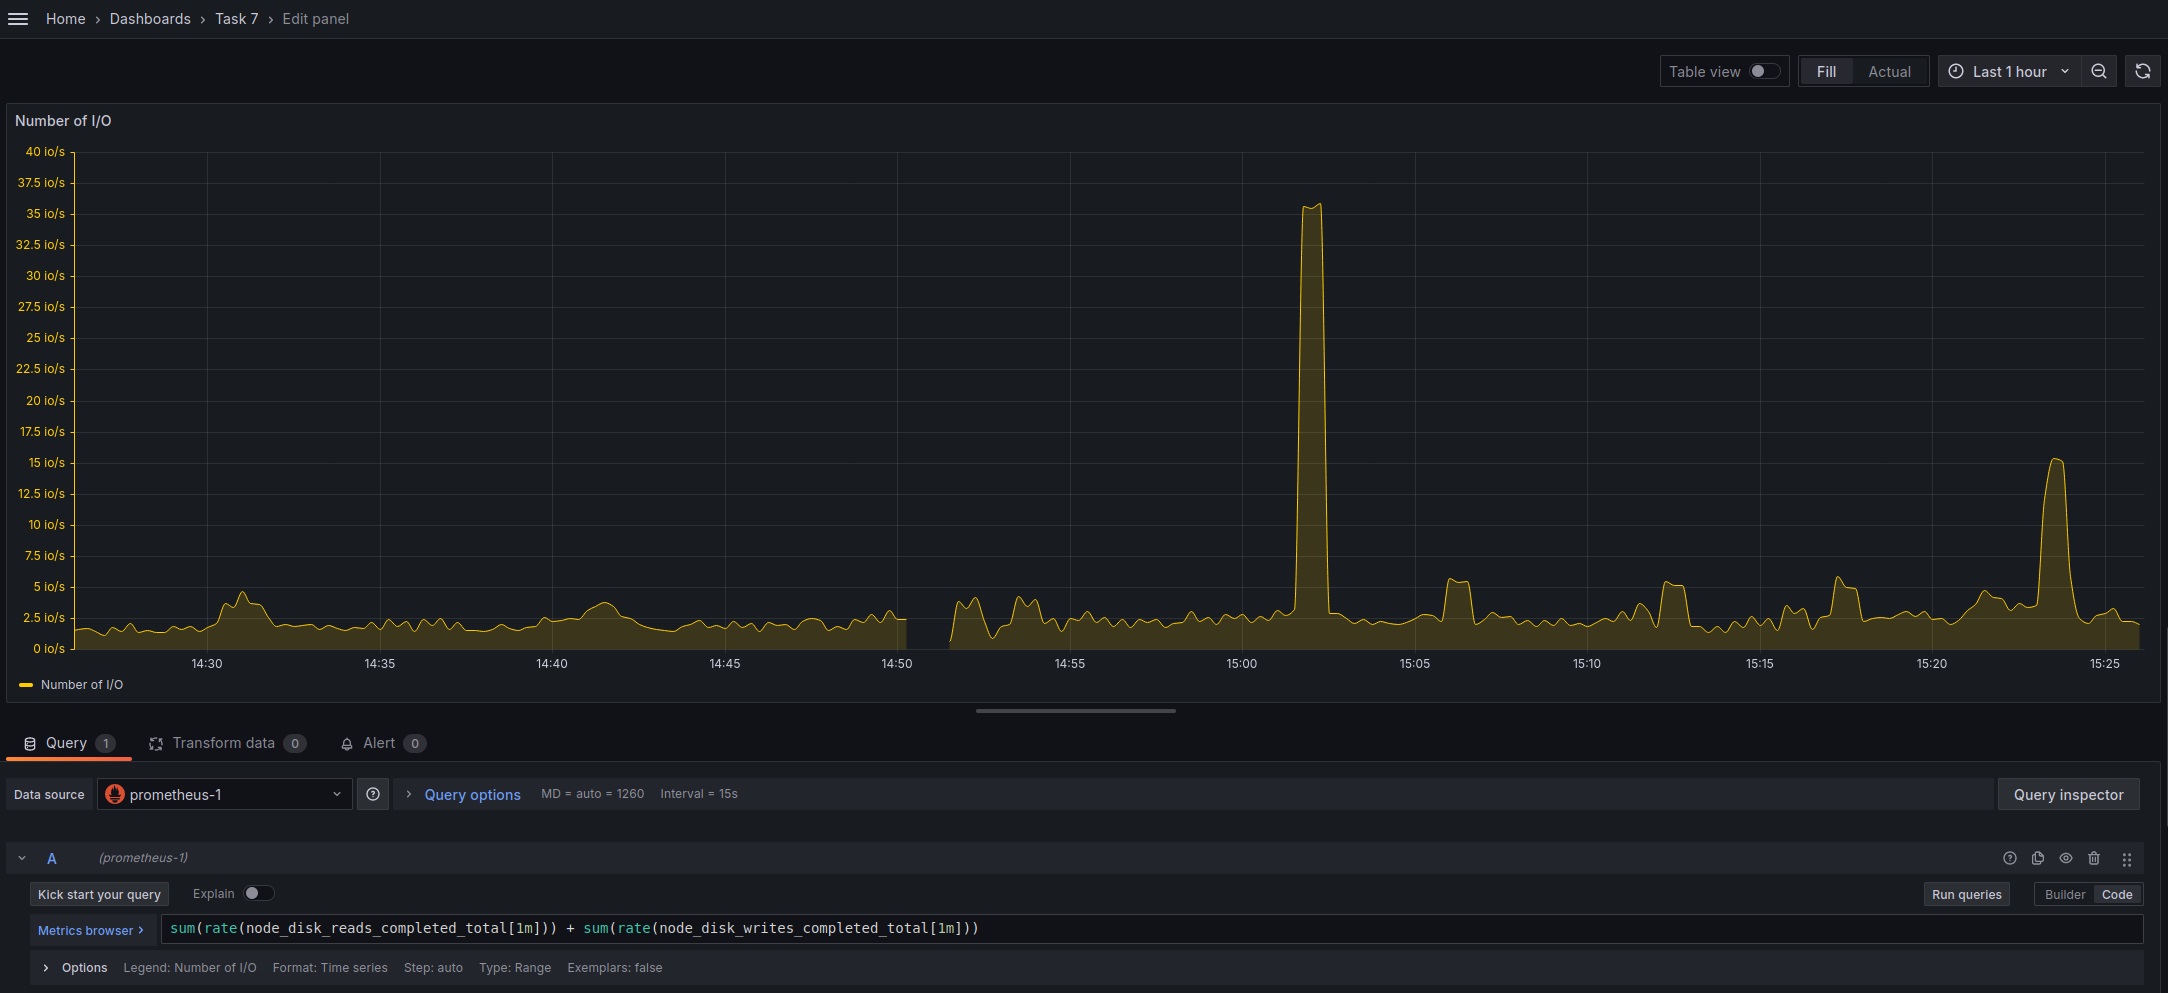 Home › Dashboards › Task 7 › Edit panel
Table view Fill Actual Last 1 hour
Number of I/O
40 io/s
37.5 io/s
35 io/s
32.5 io/s
30 io/s
27.5 io/s
25 io/s
22.5 io/s
20 io/s
17.5 io/s
15 io/s
12.5 io/s
10 io/s
7.5 io/s
5 io/s
2.5 io/s
0 io/s
14:30 14:35 14:40 14:45 14:50 14:55 15:00 15:05 15:10 15:15 15:20 15:25
Number of I/O
Query 1 Transform data 0 Alert 0
Data source prometheus-1 Query options MD = auto = 1260 Interval = 15s Query inspector
A (prometheus-1)
Kick start your query Explain Run queries Builder Code
Metrics browser sum(rate(node_disk_reads_completed_total[1m])) + sum(rate(node_disk_writes_completed_total[1m]))
Options Legend: Number of I/O Format: Time series Step: auto Type: Range Exemplars: false